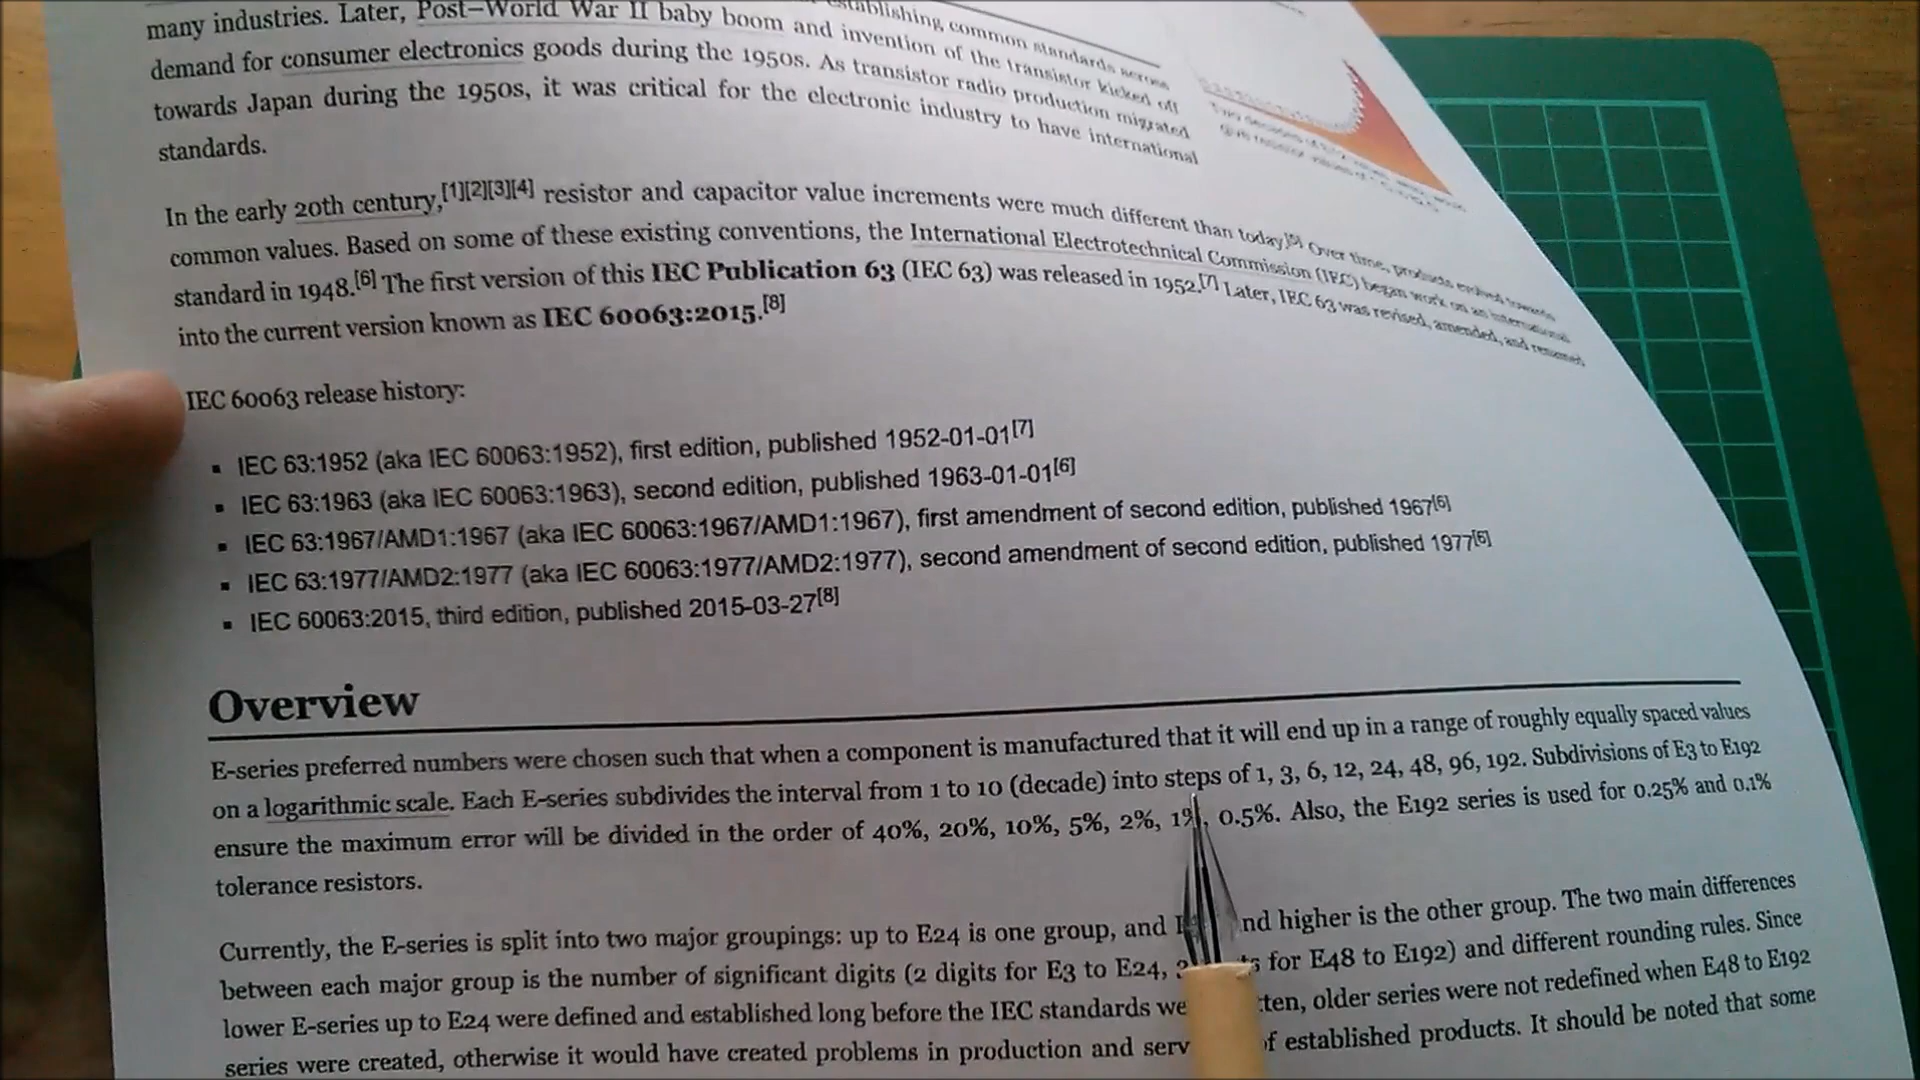 establishing common standards across
many industries. Later, Post–World War II baby boom and invention of the transistor kicked off
demand for consumer electronics goods during the 1950s. As transistor radio production migrated
towards Japan during the 1950s, it was critical for the electronic industry to have international
standards.
In the early 20th century,[1][2][3][4] resistor and capacitor value increments were much different than today.[5] Over time, products evolved towards
common values. Based on some of these existing conventions, the International Electrotechnical Commission (IEC) began work on an international
standard in 1948.[6] The first version of this IEC Publication 63 (IEC 63) was released in 1952.[7] Later, IEC 63 was revised, amended, and renamed
into the current version known as IEC 60063:2015.[8]
IEC 60063 release history:
▪ IEC 63:1952 (aka IEC 60063:1952), first edition, published 1952-01-01[7]
▪ IEC 63:1963 (aka IEC 60063:1963), second edition, published 1963-01-01[6]
▪ IEC 63:1967/AMD1:1967 (aka IEC 60063:1967/AMD1:1967), first amendment of second edition, published 1967[6]
▪ IEC 63:1977/AMD2:1977 (aka IEC 60063:1977/AMD2:1977), second amendment of second edition, published 1977[6]
▪ IEC 60063:2015, third edition, published 2015-03-27[8]
Overview
E-series preferred numbers were chosen such that when a component is manufactured that it will end up in a range of roughly equally spaced values
on a logarithmic scale. Each E-series subdivides the interval from 1 to 10 (decade) into steps of 1, 3, 6, 12, 24, 48, 96, 192. Subdivisions of E3 to E192
ensure the maximum error will be divided in the order of 40%, 20%, 10%, 5%, 2%, 1%, 0.5%. Also, the E192 series is used for 0.25% and 0.1%
tolerance resistors.
Currently, the E-series is split into two major groupings: up to E24 is one group, and nd higher is the other group. The two main differences
between each major group is the number of significant digits (2 digits for E3 to E24, for E48 to E192) and different rounding rules. Since
lower E-series up to E24 were defined and established long before the IEC standards we tten, older series were not redefined when E48 to E192
series were created, otherwise it would have created problems in production and serv of established products. It should be noted that some